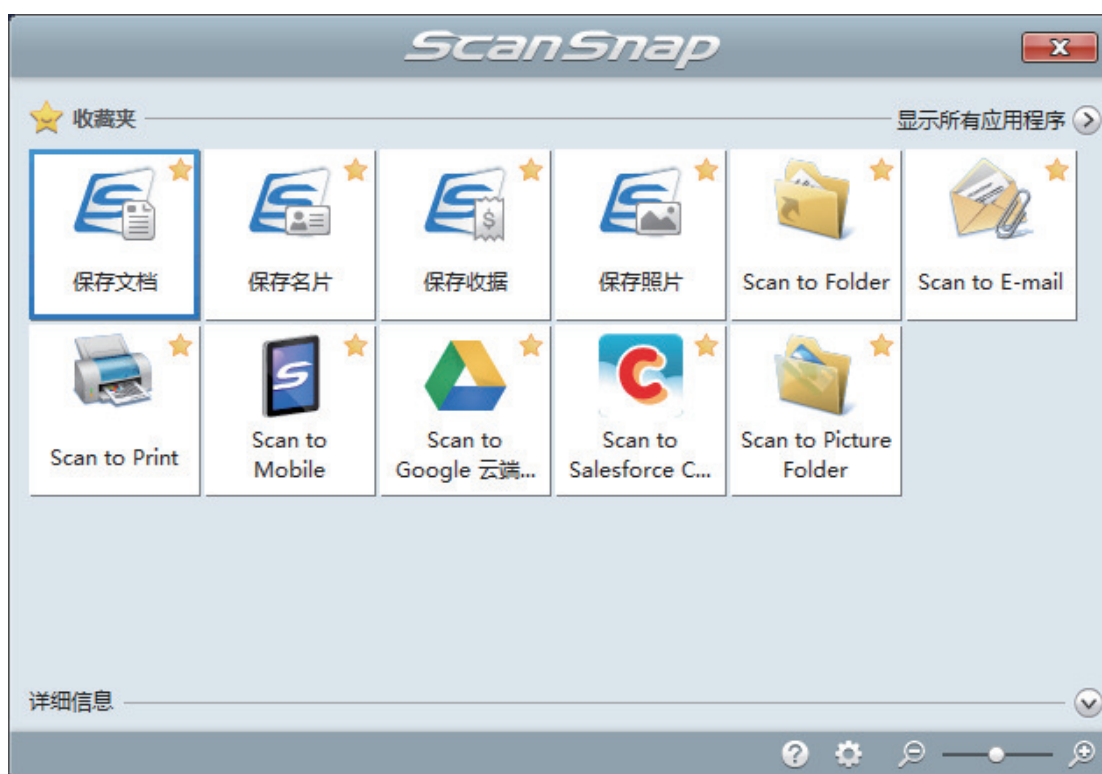 ScanSnap
收藏夹
显示所有应用程序
保存文档
保存名片
保存收据
保存照片
Scan to Folder
Scan to E-mail
Scan to Print
Scan to
Mobile
Scan to
Google 云端...
Scan to
Salesforce C...
Scan to Picture
Folder
详细信息